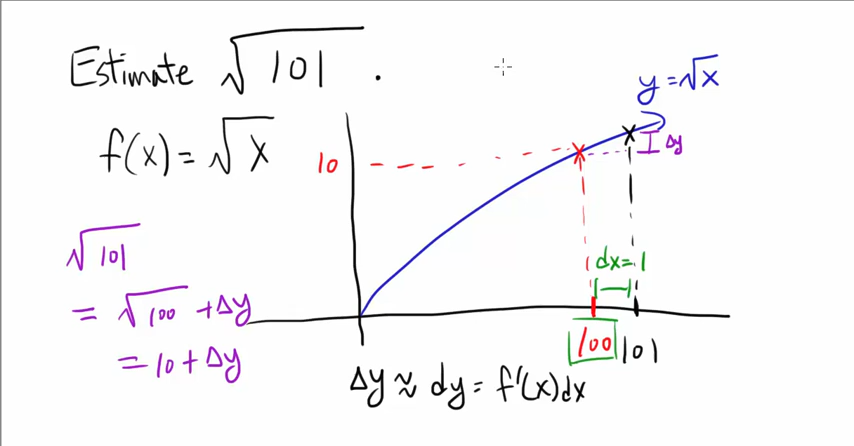 Estimate √101 .
f(x) = √x
y = √x
10
Δy
√101
= √100 + Δy
= 10 + Δy
dx = 1
100
101
Δy ≈ dy = f'(x)dx